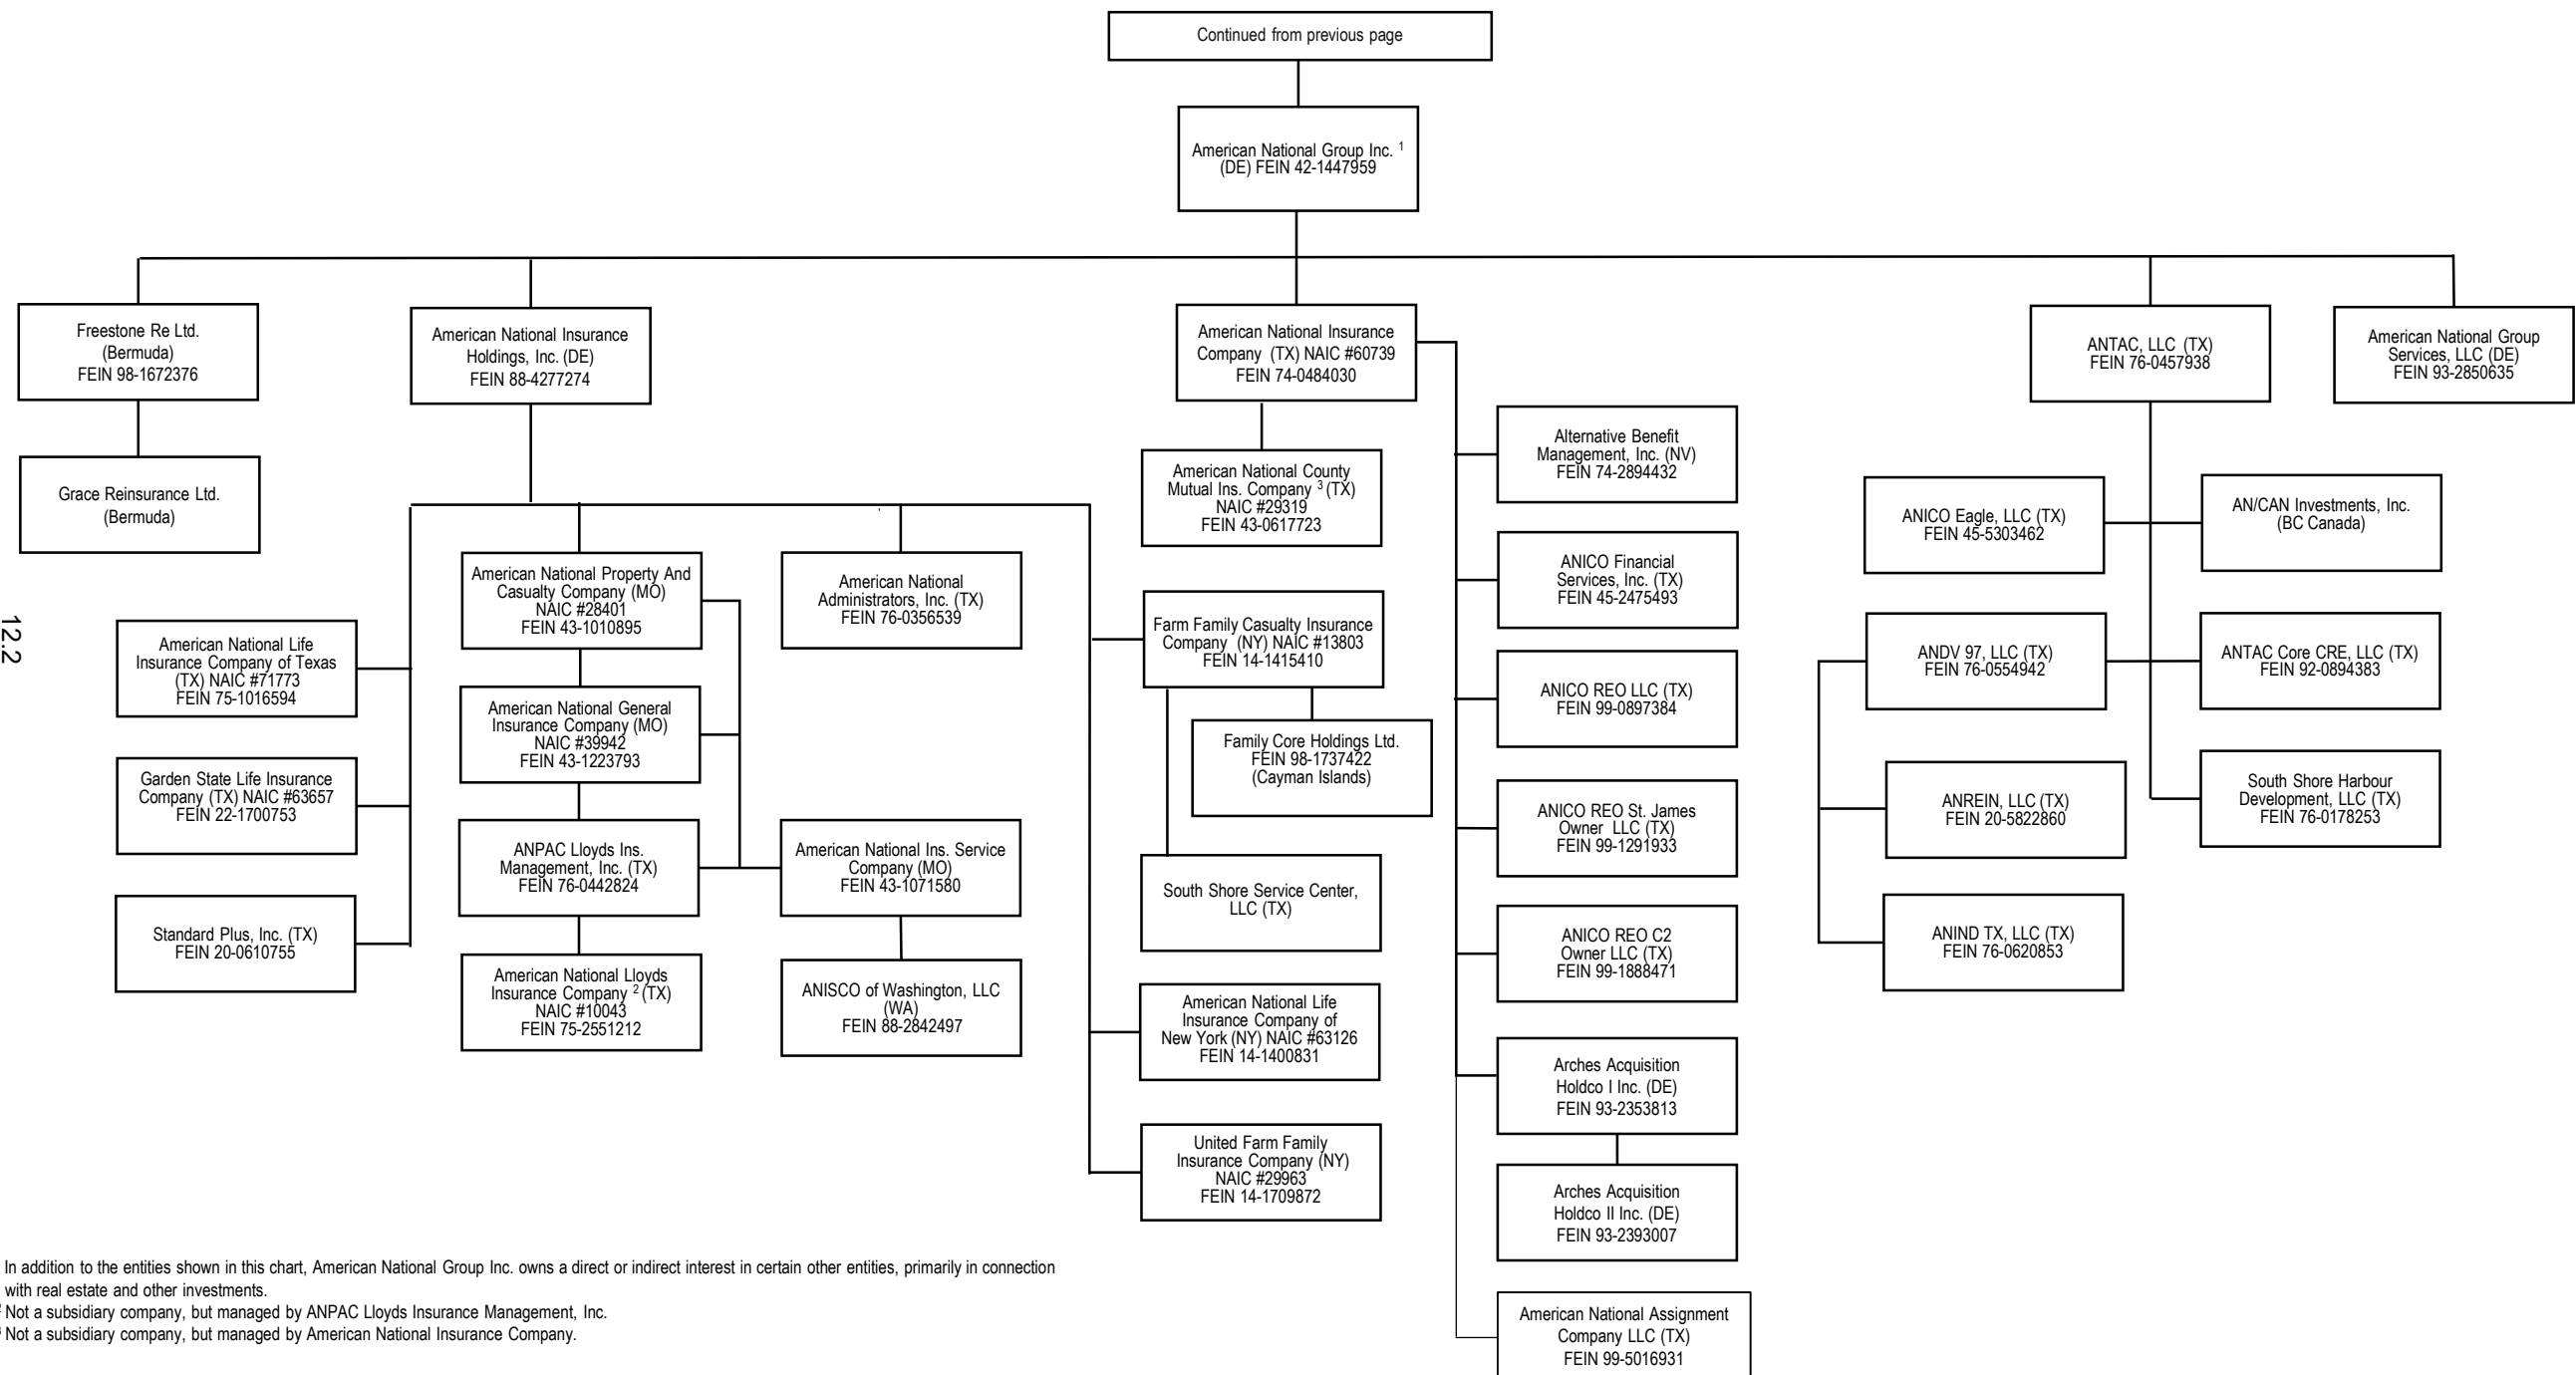 Continued from previous page
American National Group Inc. 1
(DE) FEIN 42-1447959
Freestone Re Ltd.
(Bermuda)
FEIN 98-1672376
American National Insurance
Holdings, Inc. (DE)
FEIN 88-4277274
American National Insurance
Company (TX) NAIC #60739
FEIN 74-0484030
ANTAC, LLC (TX)
FEIN 76-0457938
American National Group
Services, LLC (DE)
FEIN 93-2850635
Grace Reinsurance Ltd.
(Bermuda)
American National Life
Insurance Company of Texas
(TX) NAIC #71773
FEIN 75-1016594
Garden State Life Insurance
Company (TX) NAIC #63657
FEIN 22-1700753
Standard Plus, Inc. (TX)
FEIN 20-0610755
American National Property And
Casualty Company (MO)
NAIC #28401
FEIN 43-1010895
American National General
Insurance Company (MO)
NAIC #39942
FEIN 43-1223793
ANPAC Lloyds Ins.
Management, Inc. (TX)
FEIN 76-0442824
American National Lloyds
Insurance Company 2 (TX)
NAIC #10043
FEIN 75-2551212
American National
Administrators, Inc. (TX)
FEIN 76-0356539
American National Ins. Service
Company (MO)
FEIN 43-1071580
ANISCO of Washington, LLC
(WA)
FEIN 88-2842497
American National County
Mutual Ins. Company 3 (TX)
NAIC #29319
FEIN 43-0617723
Farm Family Casualty Insurance
Company (NY) NAIC #13803
FEIN 14-1415410
Family Core Holdings Ltd.
FEIN 98-1737422
(Cayman Islands)
South Shore Service Center,
LLC (TX)
American National Life
Insurance Company of
New York (NY) NAIC #63126
FEIN 14-1400831
United Farm Family
Insurance Company (NY)
NAIC #29963
FEIN 14-1709872
Alternative Benefit
Management, Inc. (NV)
FEIN 74-2894432
ANICO Financial
Services, Inc. (TX)
FEIN 45-2475493
ANICO REO LLC (TX)
FEIN 99-0897384
ANICO REO St. James
Owner LLC (TX)
FEIN 99-1291933
ANICO REO C2
Owner LLC (TX)
FEIN 99-1888471
Arches Acquisition
Holdco I Inc. (DE)
FEIN 93-2353813
Arches Acquisition
Holdco II Inc. (DE)
FEIN 93-2393007
American National Assignment
Company LLC (TX)
FEIN 99-5016931
ANICO Eagle, LLC (TX)
FEIN 45-5303462
AN/CAN Investments, Inc.
(BC Canada)
ANDV 97, LLC (TX)
FEIN 76-0554942
ANTAC Core CRE, LLC (TX)
FEIN 92-0894383
ANREIN, LLC (TX)
FEIN 20-5822860
South Shore Harbour
Development, LLC (TX)
FEIN 76-0178253
ANIND TX, LLC (TX)
FEIN 76-0620853
12.2
In addition to the entities shown in this chart, American National Group Inc. owns a direct or indirect interest in certain other entities, primarily in connection
with real estate and other investments.
2 Not a subsidiary company, but managed by ANPAC Lloyds Insurance Management, Inc.
3 Not a subsidiary company, but managed by American National Insurance Company.